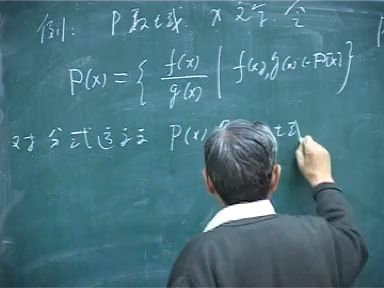 例: P 数域. x 文字. 令
P(x) = { f(x)/g(x) | f(x), g(x) ∈ P[x] }
对分式运算 P(x)